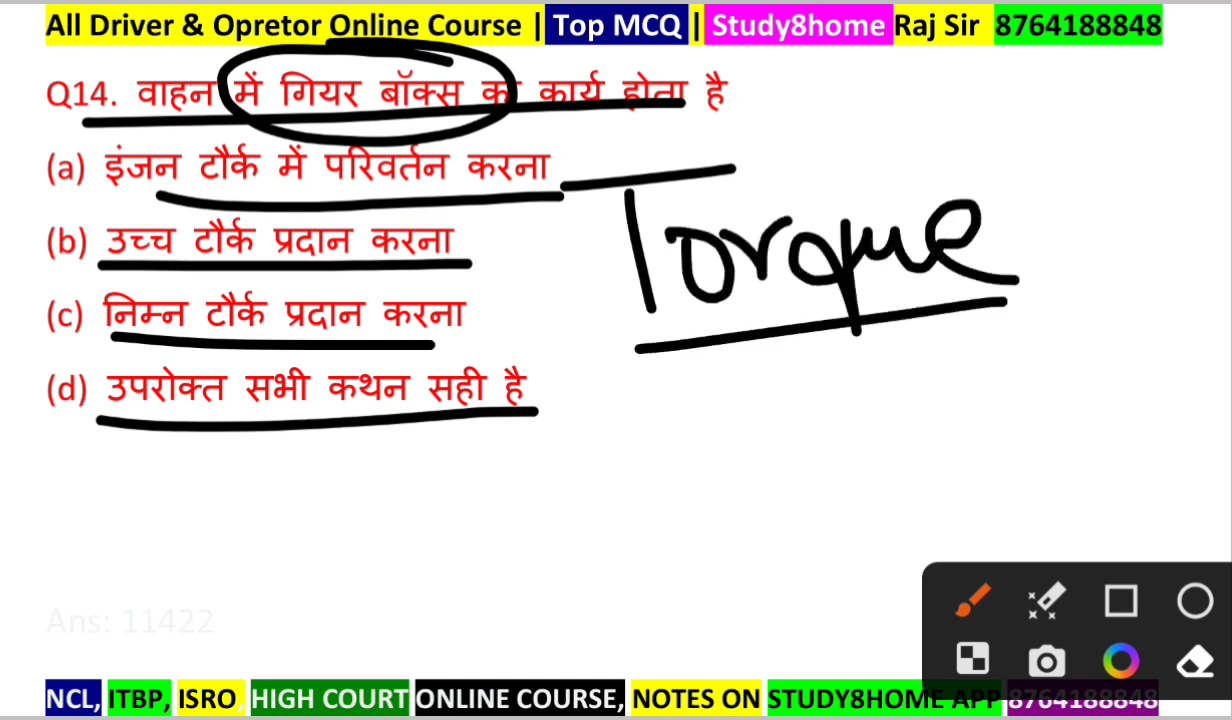 All Driver & Opretor Online Course | Top MCQ | Study8home Raj Sir 8764188848
Q14. वाहन में गियर बॉक्स का कार्य होता है
(a) इंजन टौर्क में परिवर्तन करना
(b) उच्च टौर्क प्रदान करना
Torque
(c) निम्न टौर्क प्रदान करना
(d) उपरोक्त सभी कथन सही है
Ans: 11422
NCL, ITBP, ISRO, HIGH COURT ONLINE COURSE, NOTES ON STUDY8HOME APP 8764188848